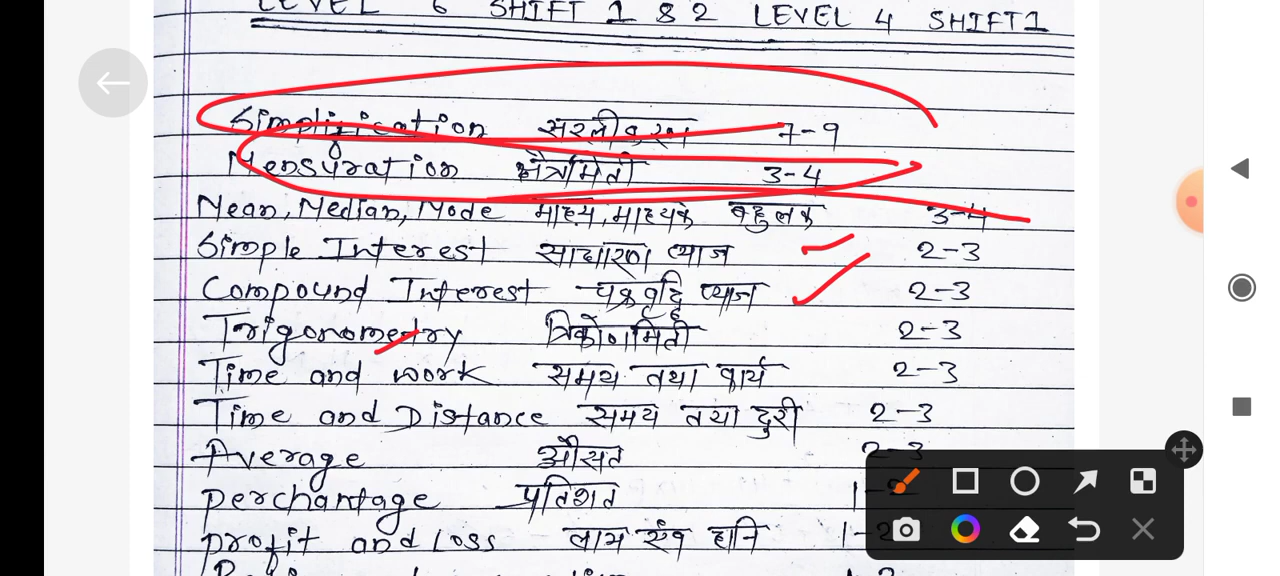 LEVEL 6 SHIFT 1 & 2 LEVEL 4 SHIFT1
Simplification सरलीकरण 7-9
Mensuration क्षेत्रमिती 3-4
Mean, Median, Mode माध्य, माध्यके बहुलक 3-4
Simple Interest साधारण ब्याज 2-3
Compound Interest चक्रवृद्धि ब्याज 2-3
Trigonometry त्रिकोणमिती 2-3
Time and work समय तथा कार्य 2-3
Time and Distance समय तथा दुरी 2-3
Average औसत 2-3
perchantage प्रतिशत
profit and Loss लाभ एंव हानि